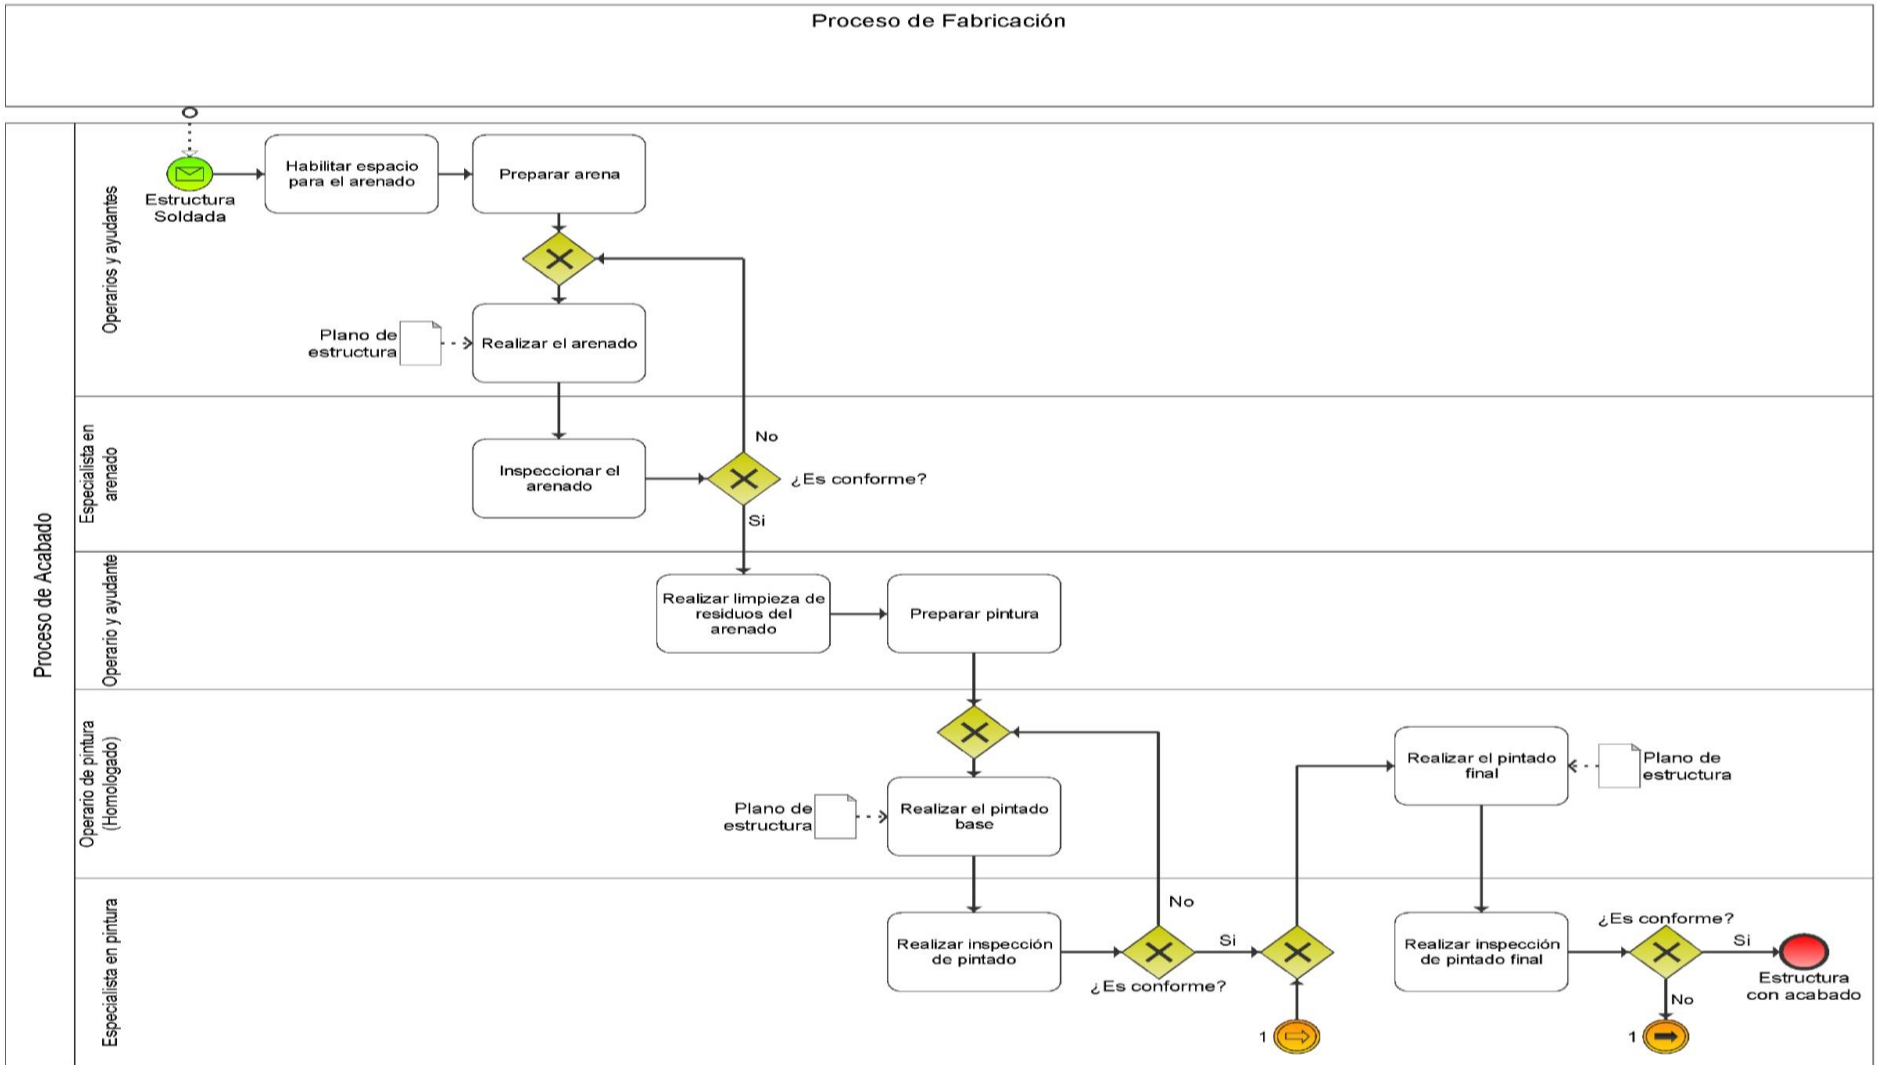 Proceso de Fabricación
Proceso de Acabado
Operarios y ayudantes
Estructura
Soldada
Habilitar espacio
para el arenado
Preparar arena
Plano de
estructura
Realizar el arenado
Especialista en
arenado
Inspeccionar el
arenado
No
¿Es conforme?
Si
Operario y ayudante
Realizar limpieza de
residuos del
arenado
Preparar pintura
Operario de pintura
(Homologado)
Plano de
estructura
Realizar el pintado
base
Realizar el pintado
final
Plano de
estructura
Especialista en pintura
Realizar inspección
de pintado
No
¿Es conforme?
Si
1
Realizar inspección
de pintado final
¿Es conforme?
Si
No
1
Estructura
con acabado